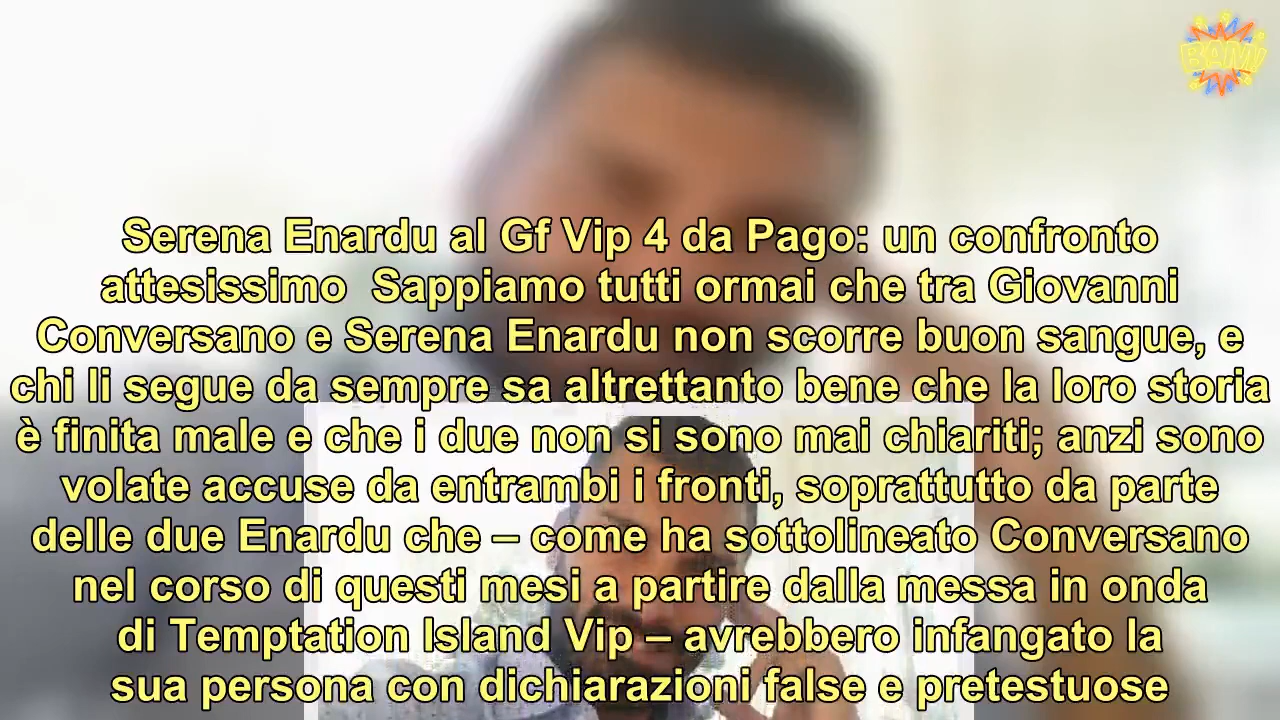 BAM!
Serena Enardu al Gf Vip 4 da Pago: un confronto
attesissimo  Sappiamo tutti ormai che tra Giovanni
Conversano e Serena Enardu non scorre buon sangue, e
chi li segue da sempre sa altrettanto bene che la loro storia
è finita male e che i due non si sono mai chiariti; anzi sono
volate accuse da entrambi i fronti, soprattutto da parte
delle due Enardu che – come ha sottolineato Conversano
nel corso di questi mesi a partire dalla messa in onda
di Temptation Island Vip – avrebbero infangato la
sua persona con dichiarazioni false e pretestuose